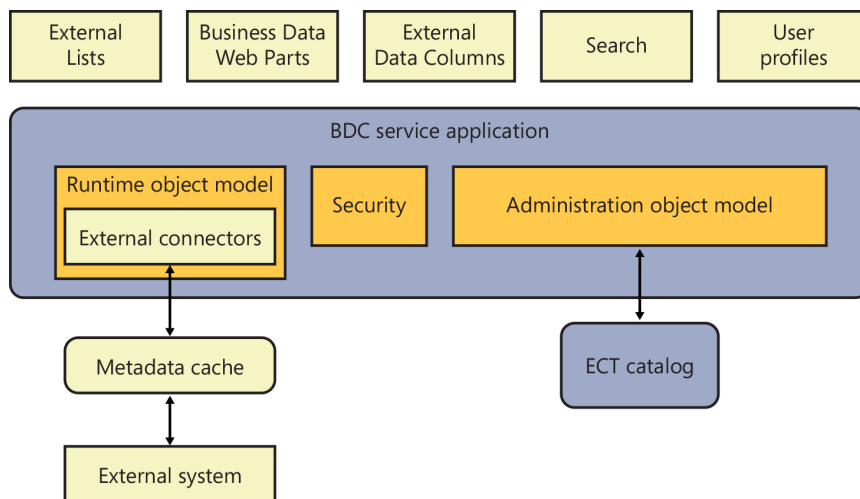 External
Lists
Business Data
Web Parts
External
Data Columns
Search
User
profiles
BDC service application
Runtime object model
External connectors
Security
Administration object model
Metadata cache
ECT catalog
External system